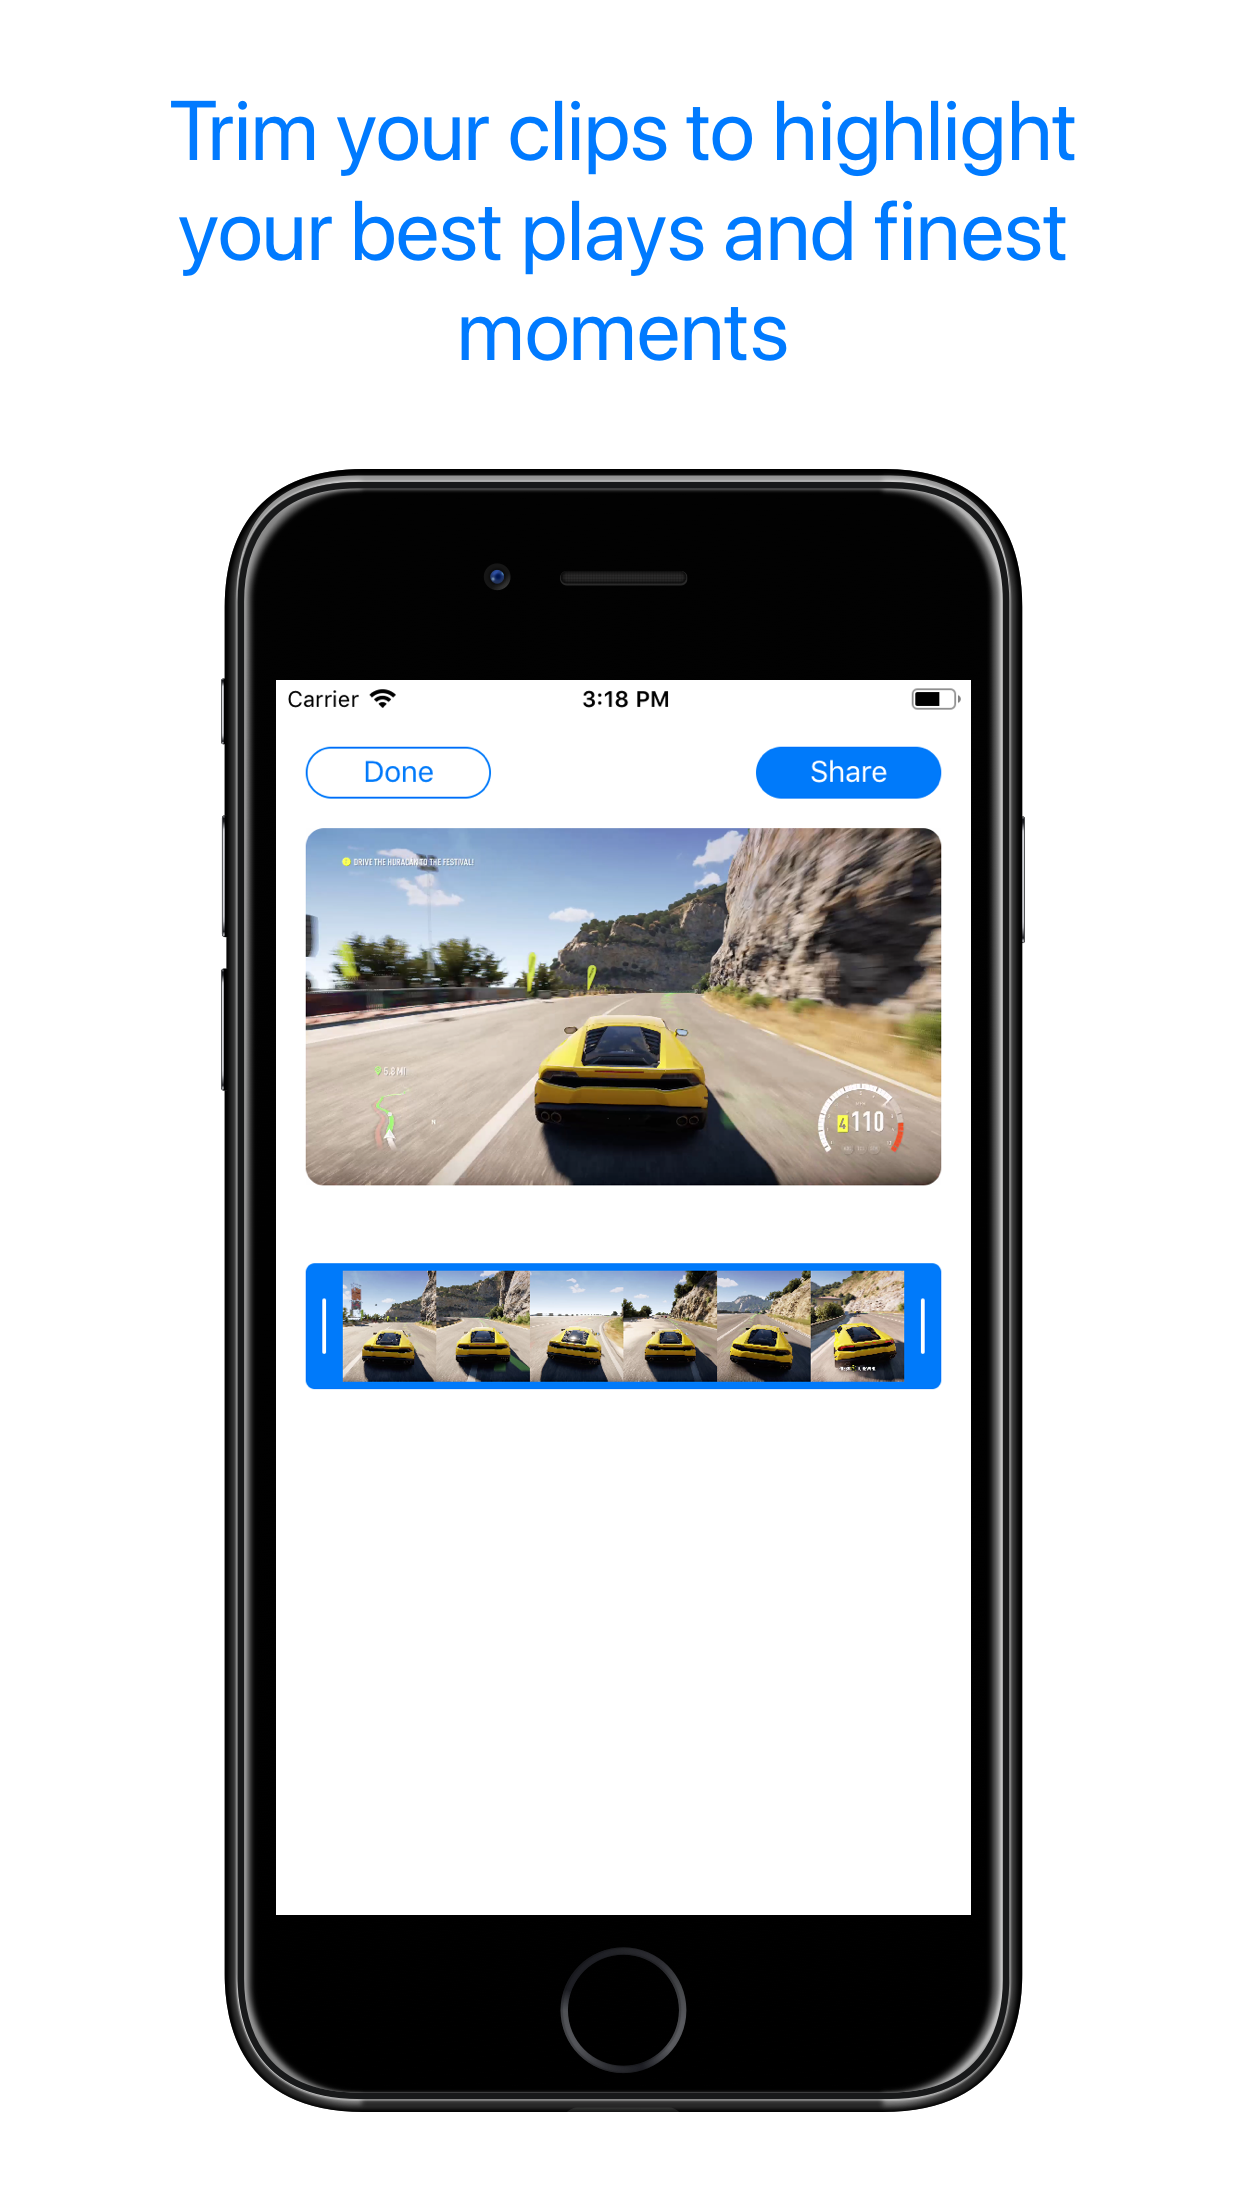 Trim your clips to highlight
your best plays and finest
moments
Carrier
3:18 PM
Done
Share
DRIVE THE HURACÁN TO THE FESTIVAL!
5.8 MI
4 110